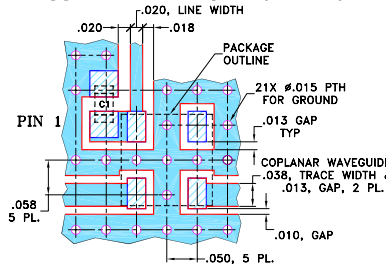 .020, LINE WIDTH
.020
.018
PACKAGE
OUTLINE
21X ø.015 PTH
FOR GROUND
C1
PIN 1
.013 GAP
TYP
COPLANAR WAVEGUIDE
.038, TRACE WIDTH &
.013, GAP, 2 PL.
.058
5 PL.
.010, GAP
.050, 5 PL.